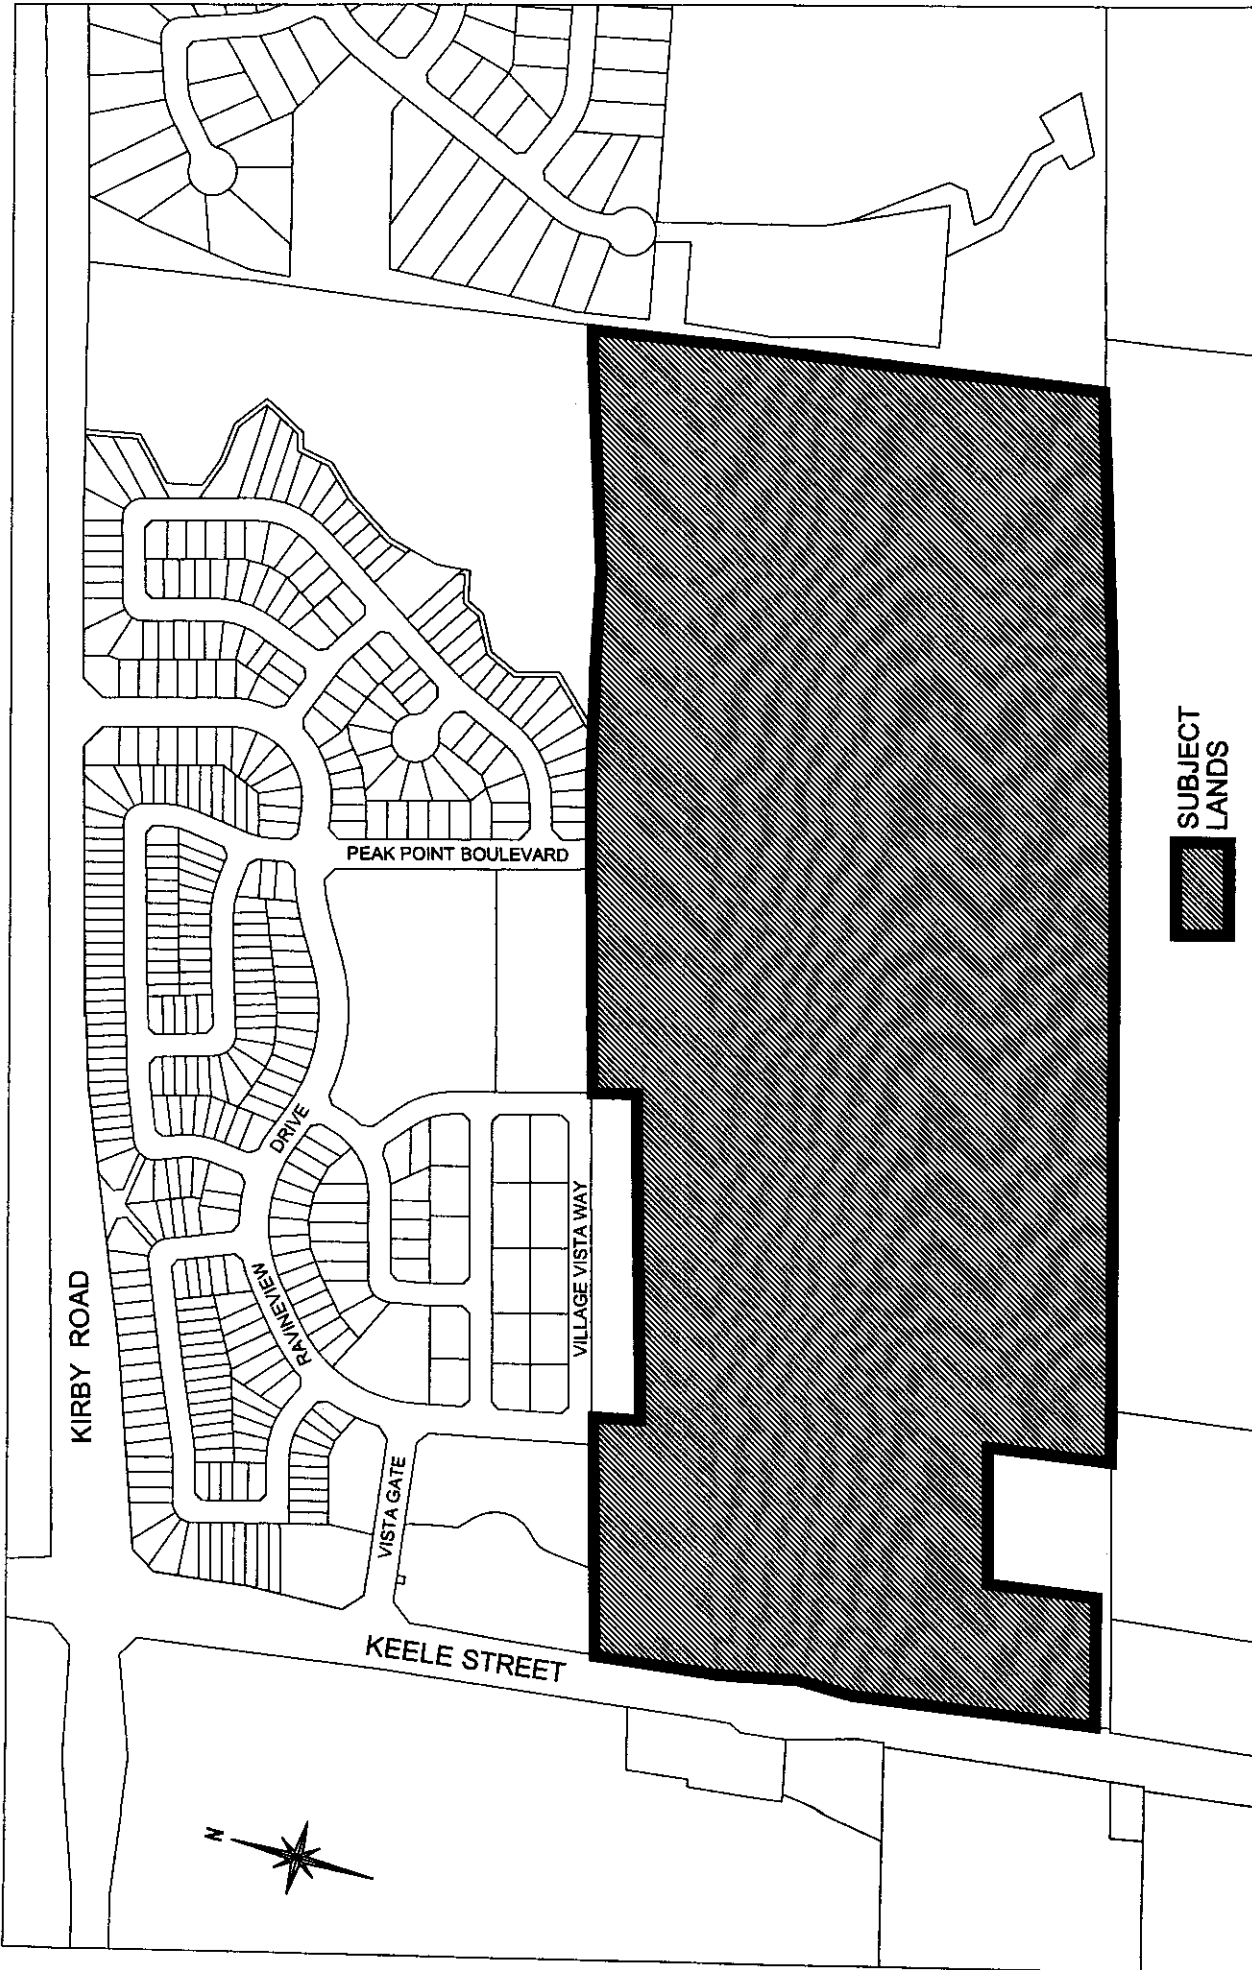 KIRBY ROAD
PEAK POINT BOULEVARD
DRIVE
RAVINEVIEW
VILLAGE VISTA WAY
VISTA GATE
KEELE STREET
N
SUBJECT
LANDS